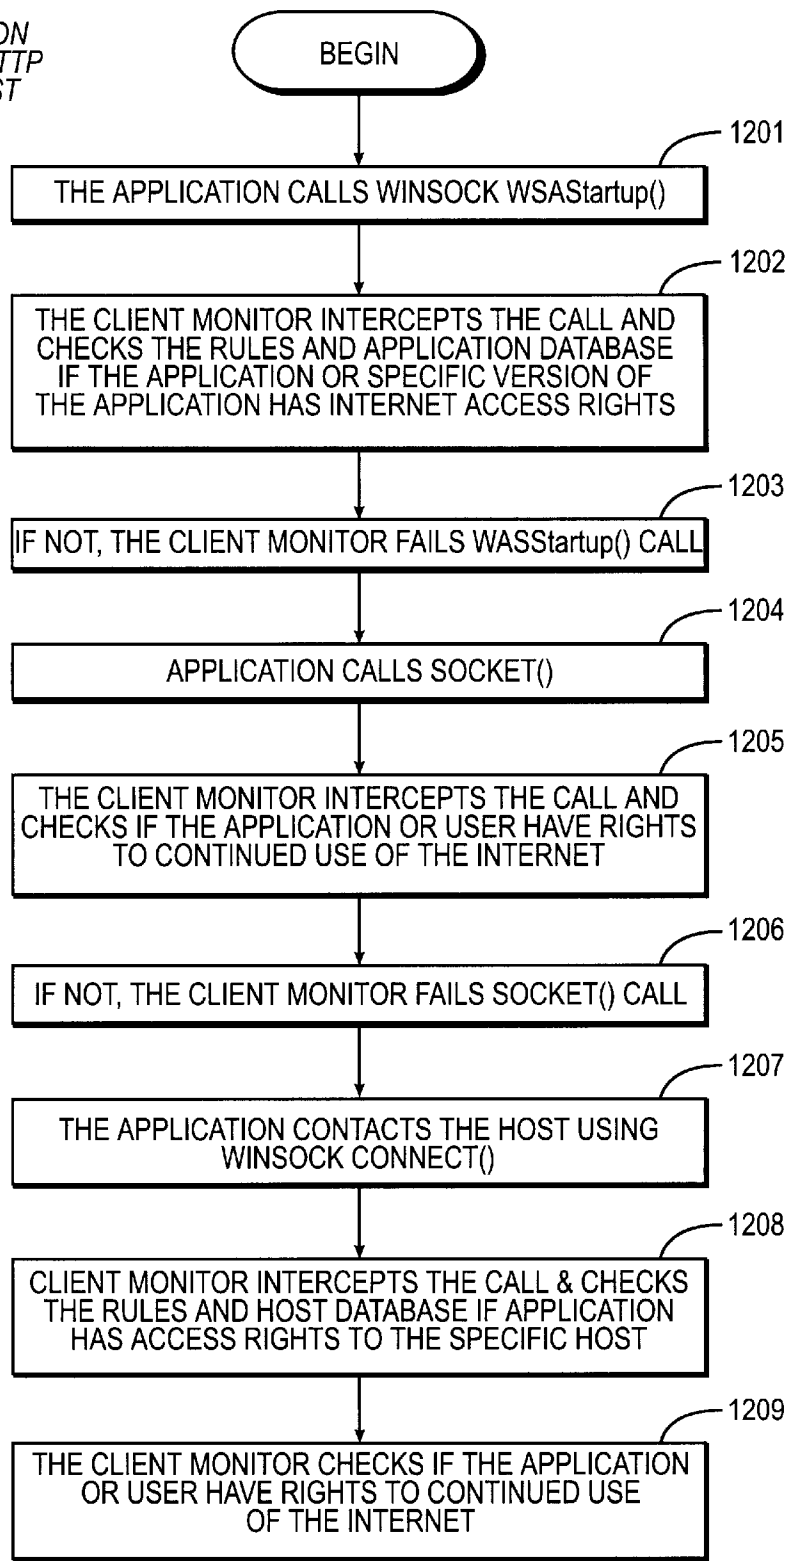 ON
TTP
ST
BEGIN
1201
THE APPLICATION CALLS WINSOCK WSAStartup()
1202
THE CLIENT MONITOR INTERCEPTS THE CALL AND
CHECKS THE RULES AND APPLICATION DATABASE
IF THE APPLICATION OR SPECIFIC VERSION OF
THE APPLICATION HAS INTERNET ACCESS RIGHTS
1203
IF NOT, THE CLIENT MONITOR FAILS WASStartup() CALL
1204
APPLICATION CALLS SOCKET()
1205
THE CLIENT MONITOR INTERCEPTS THE CALL AND
CHECKS IF THE APPLICATION OR USER HAVE RIGHTS
TO CONTINUED USE OF THE INTERNET
1206
IF NOT, THE CLIENT MONITOR FAILS SOCKET() CALL
1207
THE APPLICATION CONTACTS THE HOST USING
WINSOCK CONNECT()
1208
CLIENT MONITOR INTERCEPTS THE CALL & CHECKS
THE RULES AND HOST DATABASE IF APPLICATION
HAS ACCESS RIGHTS TO THE SPECIFIC HOST
1209
THE CLIENT MONITOR CHECKS IF THE APPLICATION
OR USER HAVE RIGHTS TO CONTINUED USE
OF THE INTERNET